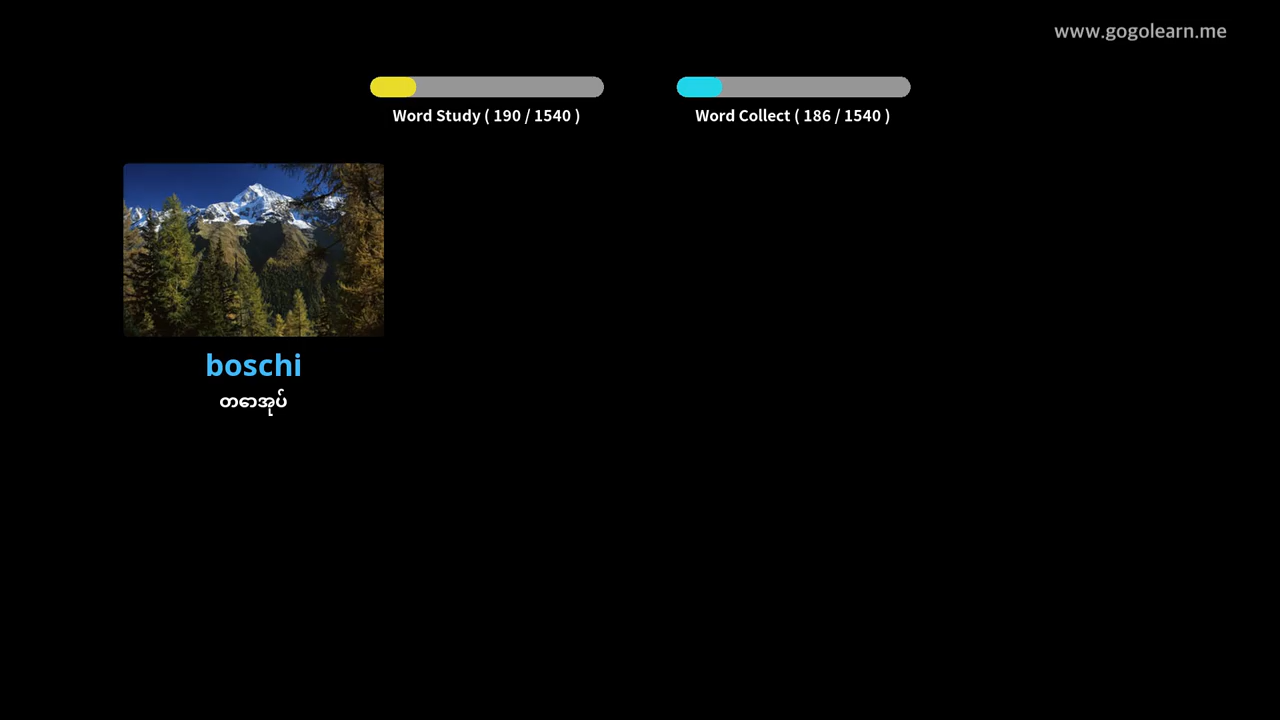 www.gogolearn.me
Word Study ( 190 / 1540 )
Word Collect ( 186 / 1540 )
boschi
တောအုပ်